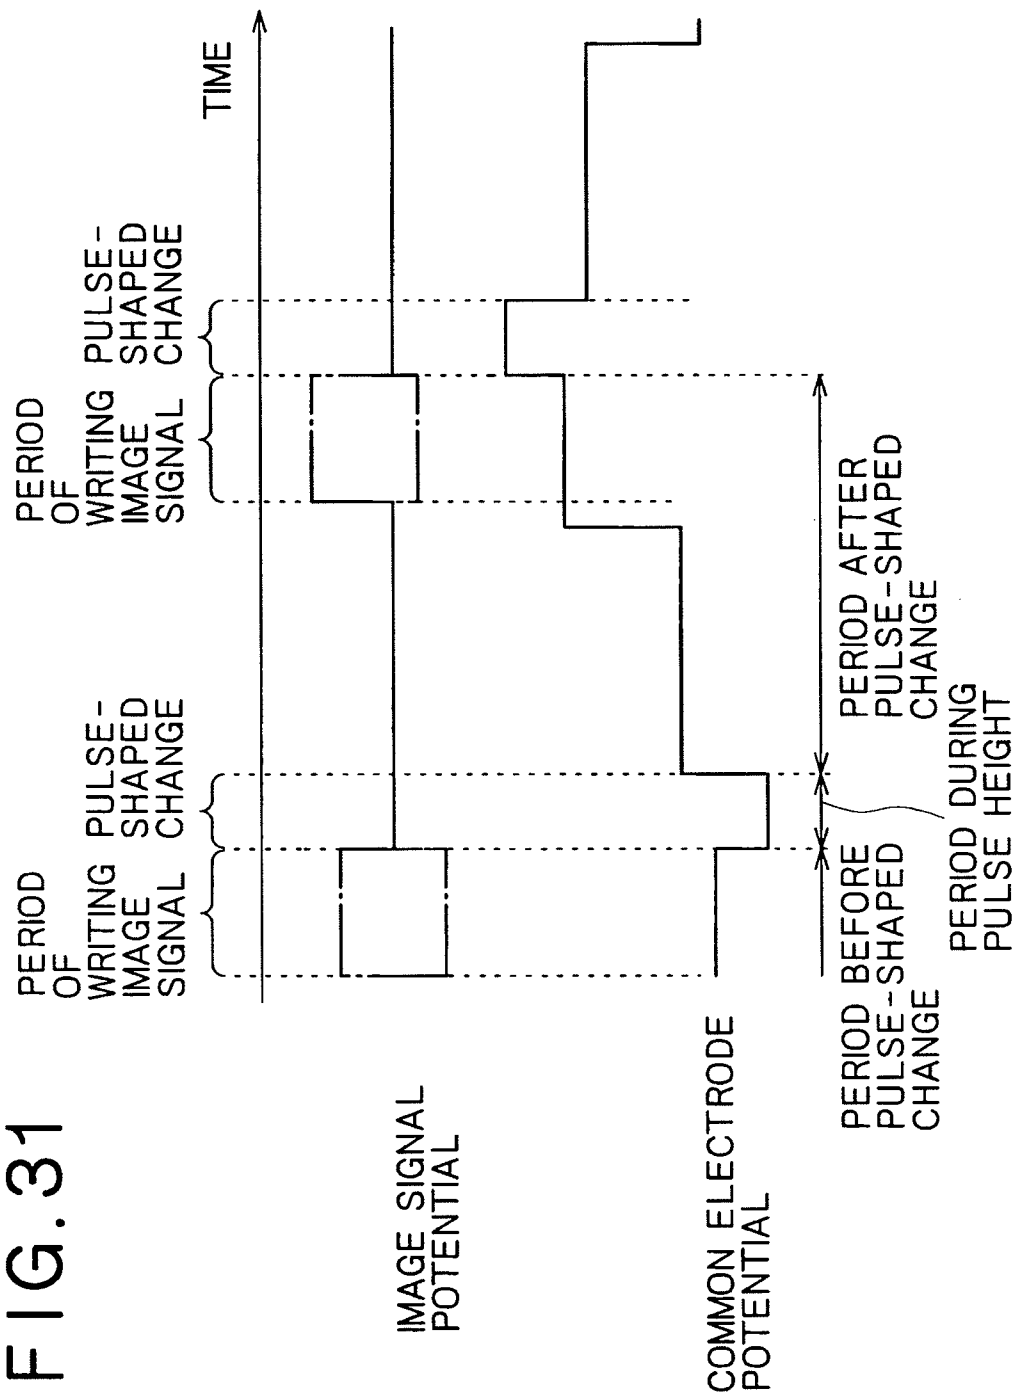 FIG.31
PERIOD
OF
WRITING
IMAGE
SIGNAL
PULSE-
SHAPED
CHANGE
PERIOD
OF
WRITING
IMAGE
SIGNAL
PULSE-
SHAPED
CHANGE
TIME
IMAGE SIGNAL
POTENTIAL
COMMON ELECTRODE
POTENTIAL
PERIOD BEFORE
PULSE-SHAPED
CHANGE
PERIOD DURING
PULSE HEIGHT
PERIOD AFTER
PULSE-SHAPED
CHANGE